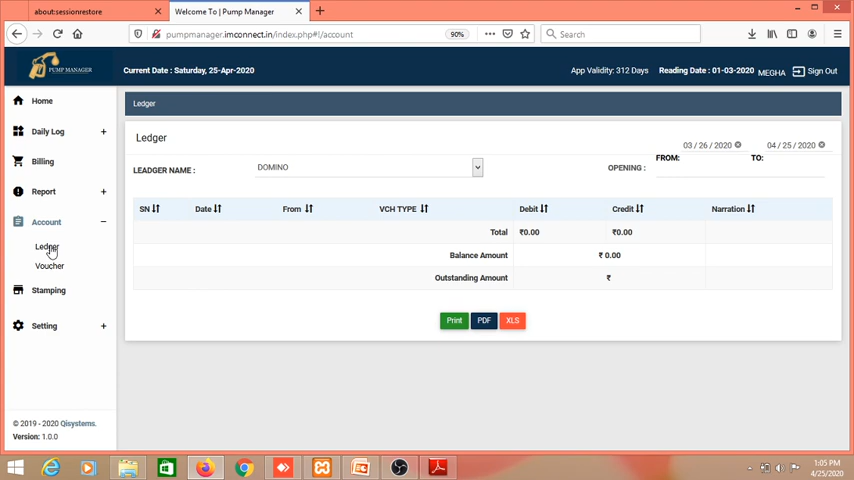 about:sessionrestore
Welcome To | Pump Manager
pumpmanager.imconnect.in/index.php#!/account
90%
Search
PUMP MANAGER
Current Date : Saturday, 25-Apr-2020
App Validity: 312 Days
Reading Date : 01-03-2020
MEGHA
Sign Out
Home
Daily Log
Billing
Report
Account
Ledger
Voucher
Stamping
Setting
© 2019 - 2020 Qisystems.
Version: 1.0.0
Ledger
Ledger
03 / 26 / 2020
04 / 25 / 2020
FROM:
TO:
LEADGER NAME :
DOMINO
OPENING :
SN
Date
From
VCH TYPE
Debit
Credit
Narration
Total
₹0.00
₹0.00
Balance Amount
₹ 0.00
Outstanding Amount
₹
Print
PDF
XLS
1:05 PM
4/25/2020